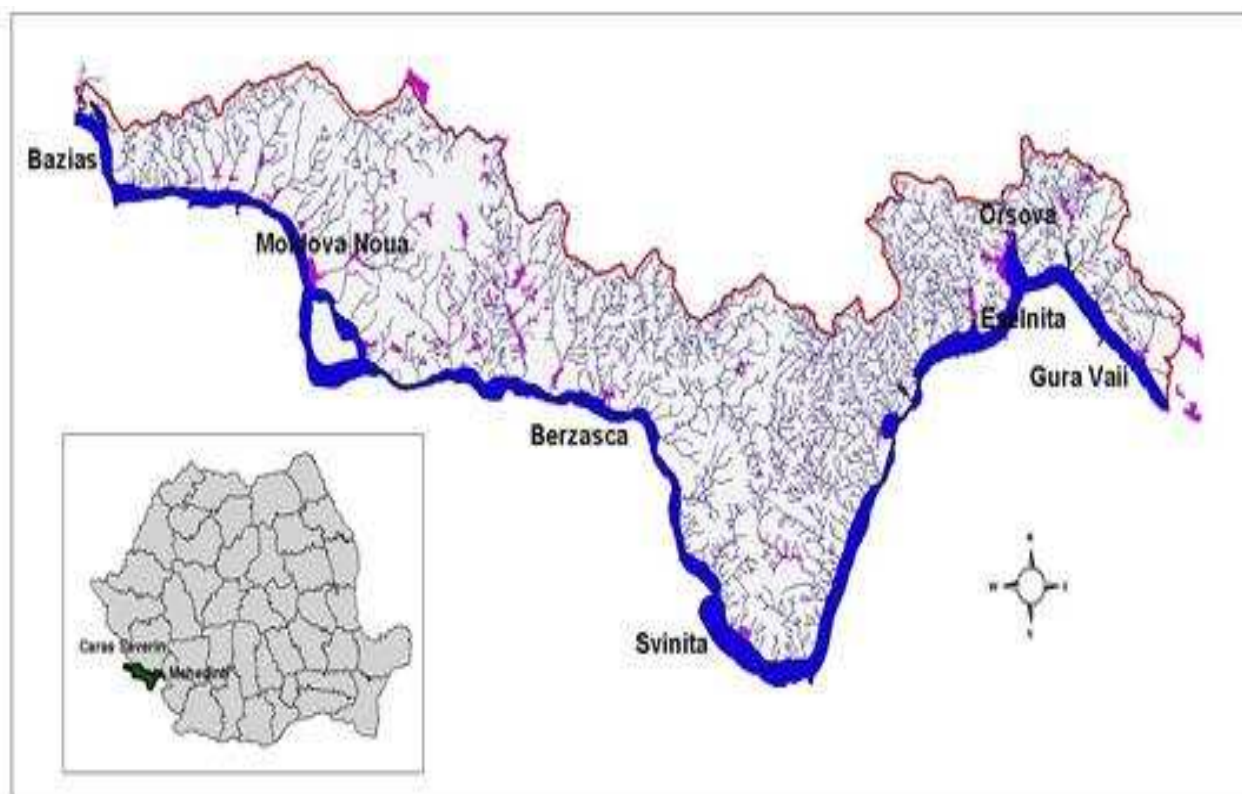 Bazias
Moldova Noua
Orsova
Eselnita
Gura Vaii
Berzasca
Svinita
Caras Severin
Mehedinti